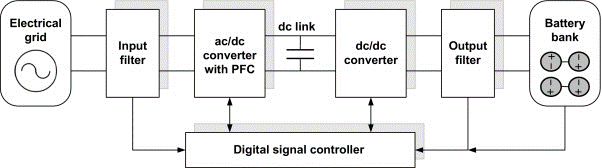 Electrical
grid
Input
filter
ac/dc
converter
with PFC
dc link
dc/dc
converter
Output
filter
Battery
bank
Digital signal controller